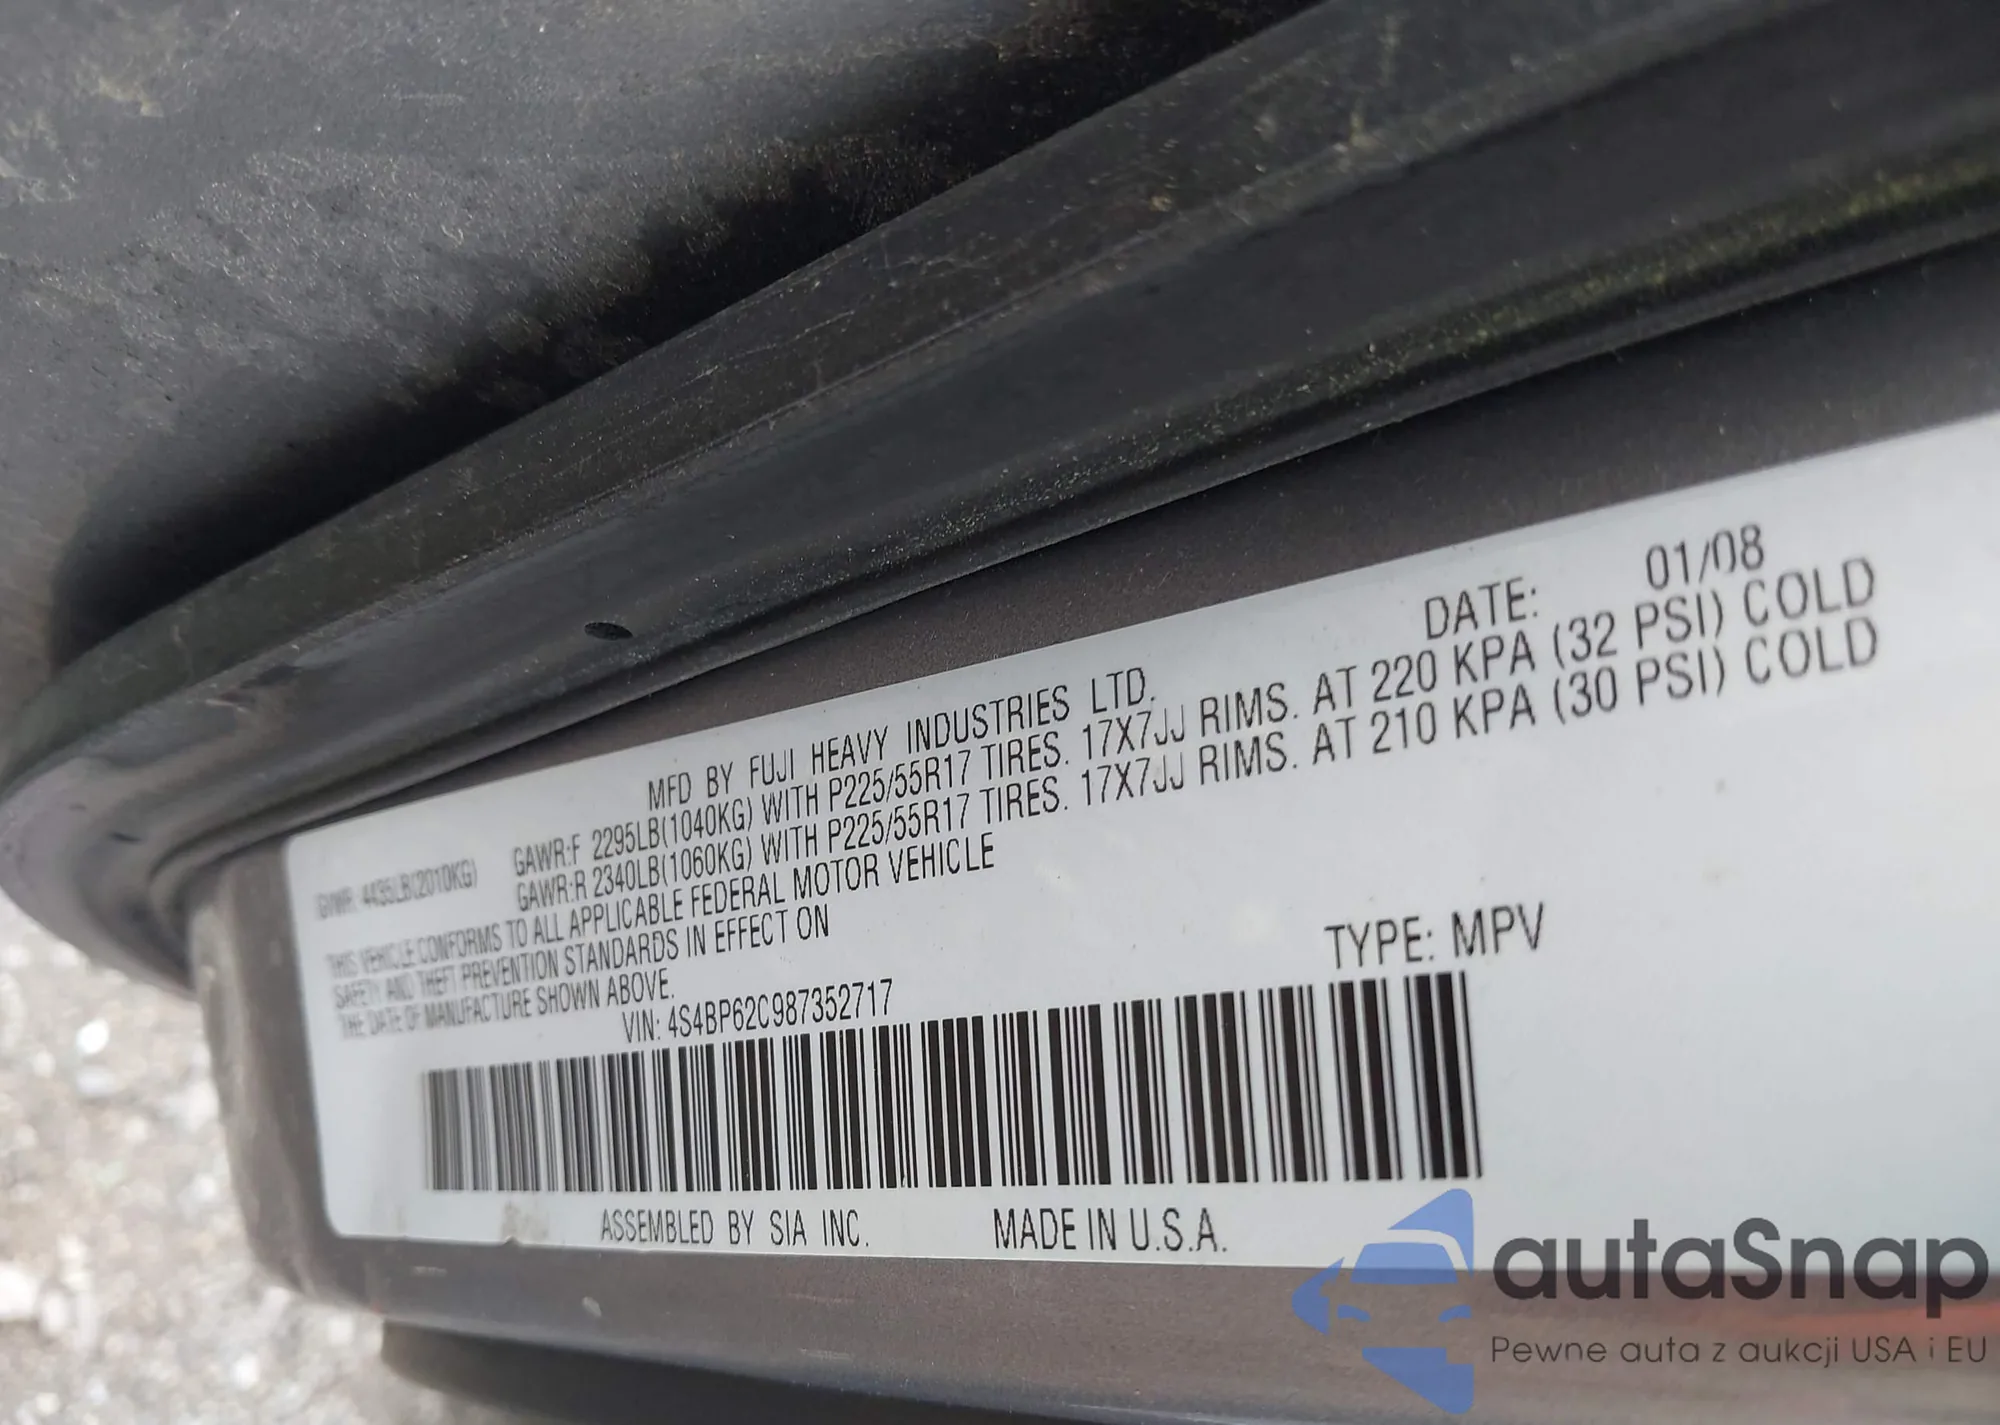 MFD BY FUJI HEAVY INDUSTRIES LTD. DATE: 01/08
GVWR: 4435LB(2010KG) GAWR:F 2295LB(1040KG) WITH P225/55R17 TIRES. 17X7JJ RIMS. AT 220 KPA (32 PSI) COLD
GAWR:R 2340LB(1060KG) WITH P225/55R17 TIRES. 17X7JJ RIMS. AT 210 KPA (30 PSI) COLD
THIS VEHICLE CONFORMS TO ALL APPLICABLE FEDERAL MOTOR VEHICLE
SAFETY AND THEFT PREVENTION STANDARDS IN EFFECT ON
THE DATE OF MANUFACTURE SHOWN ABOVE.
VIN: 4S4BP62C987352717 TYPE: MPV
ASSEMBLED BY SIA INC. MADE IN U.S.A.
autaSnap
Pewne auta z aukcji USA i EU